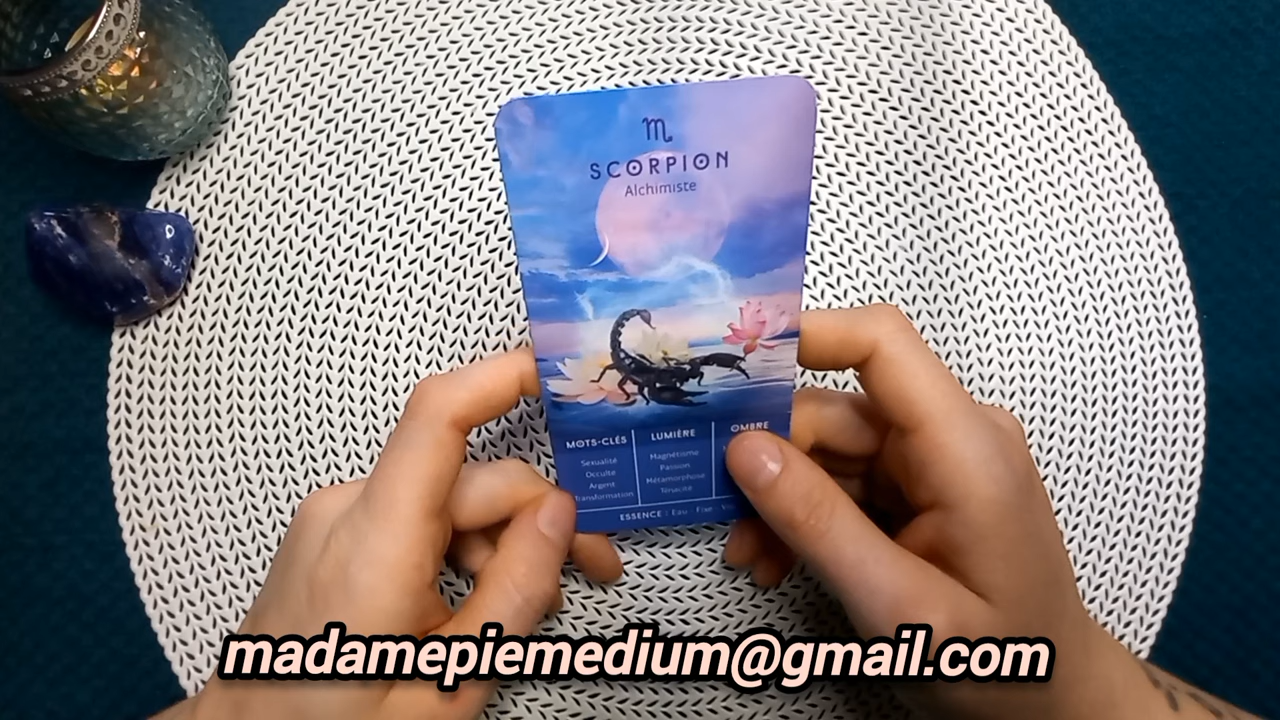 ♏
SCORPION
Alchimiste
MOTS-CLÉS
Sexualité
Occulte
Argent
Transformation
LUMIÈRE
Magnétisme
Passion
Métamorphose
Ténacité
OMBRE
ESSENCE : Eau - Fixe -
madamepiemedium@gmail.com